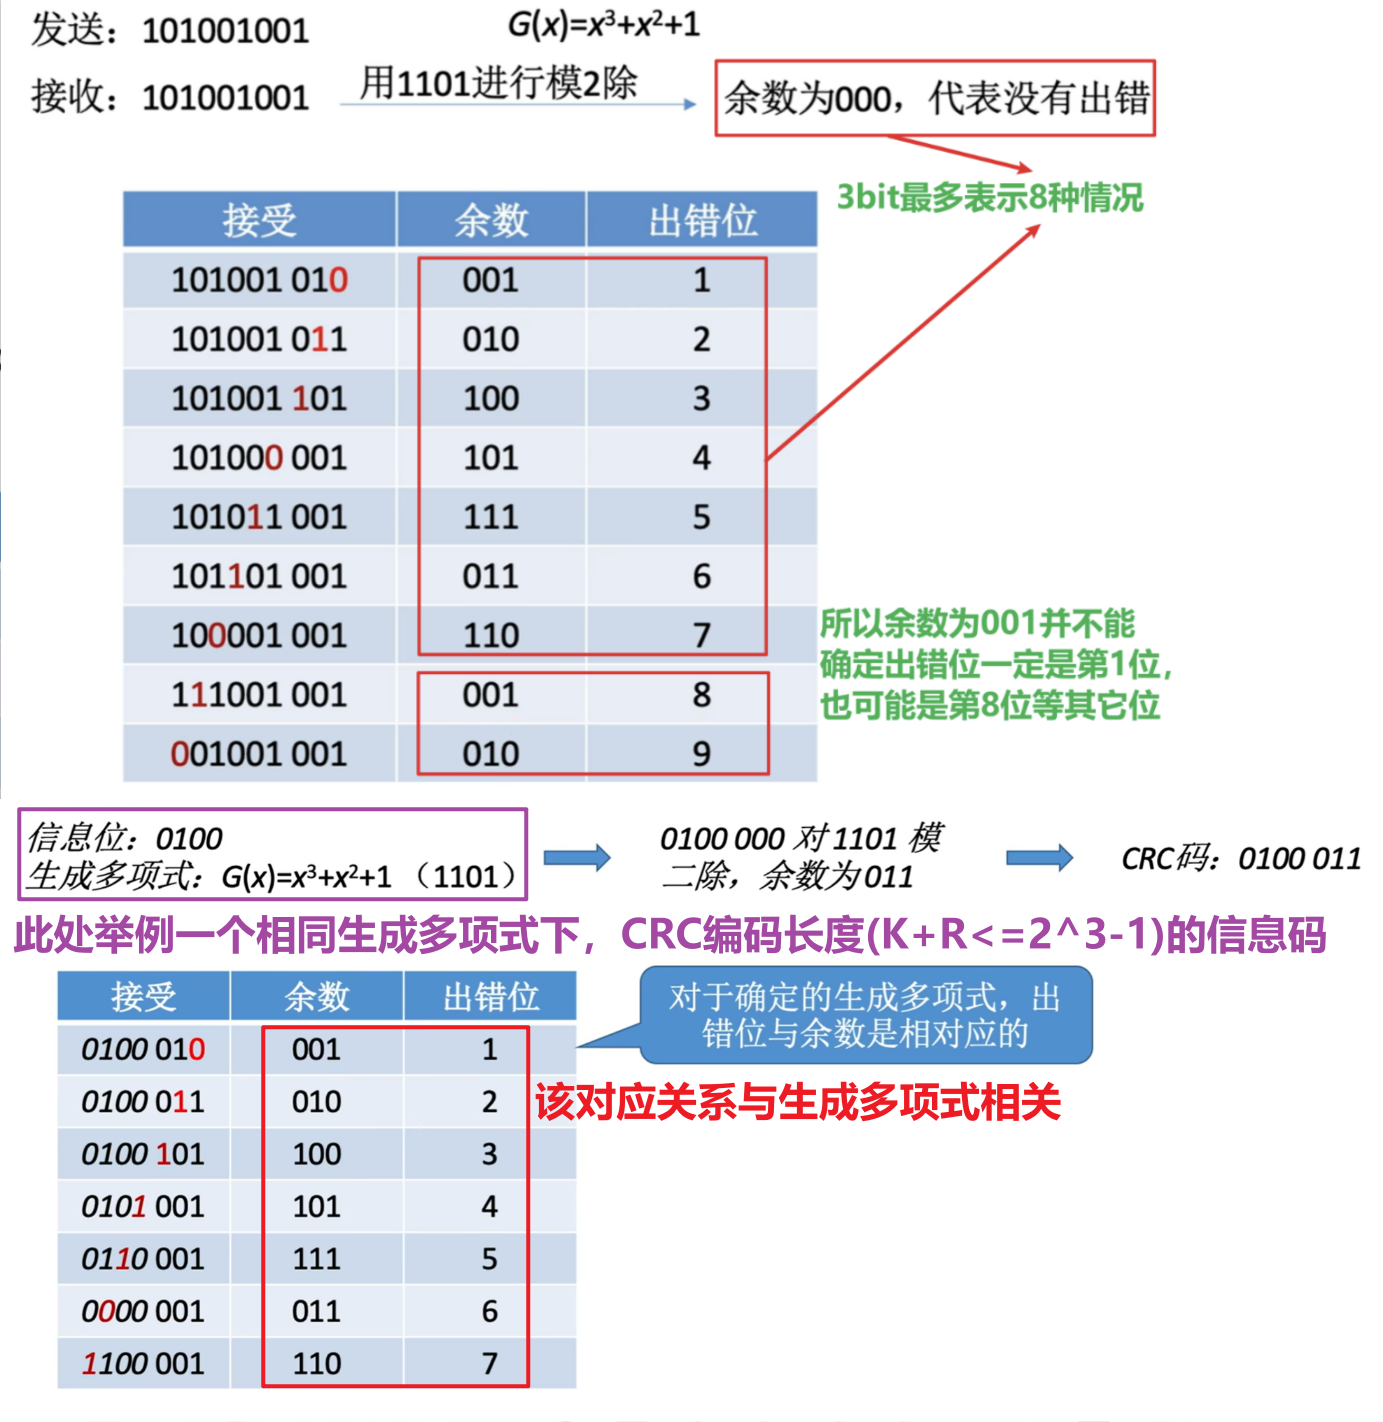 发送：101001001
G(x)=x³+x²+1
接收：101001001
用1101进行模2除
余数为000，代表没有出错
3bit最多表示8种情况
接受 余数 出错位
101001 010 001 1
101001 011 010 2
101001 101 100 3
101000 001 101 4
101011 001 111 5
101101 001 011 6
100001 001 110 7
111001 001 001 8
001001 001 010 9
所以余数为001并不能
确定出错位一定是第1位，
也可能是第8位等其它位
信息位：0100
生成多项式：G(x)=x³+x²+1（1101）
0100 000 对 1101 模
二除，余数为 011
CRC码：0100 011
此处举例一个相同生成多项式下，CRC编码长度(K+R<=2^3-1)的信息码
接受 余数 出错位
0100 010 001 1
0100 011 010 2
0100 101 100 3
0101 001 101 4
0110 001 111 5
0000 001 011 6
1100 001 110 7
对于确定的生成多项式，出
错位与余数是相对应的
该对应关系与生成多项式相关